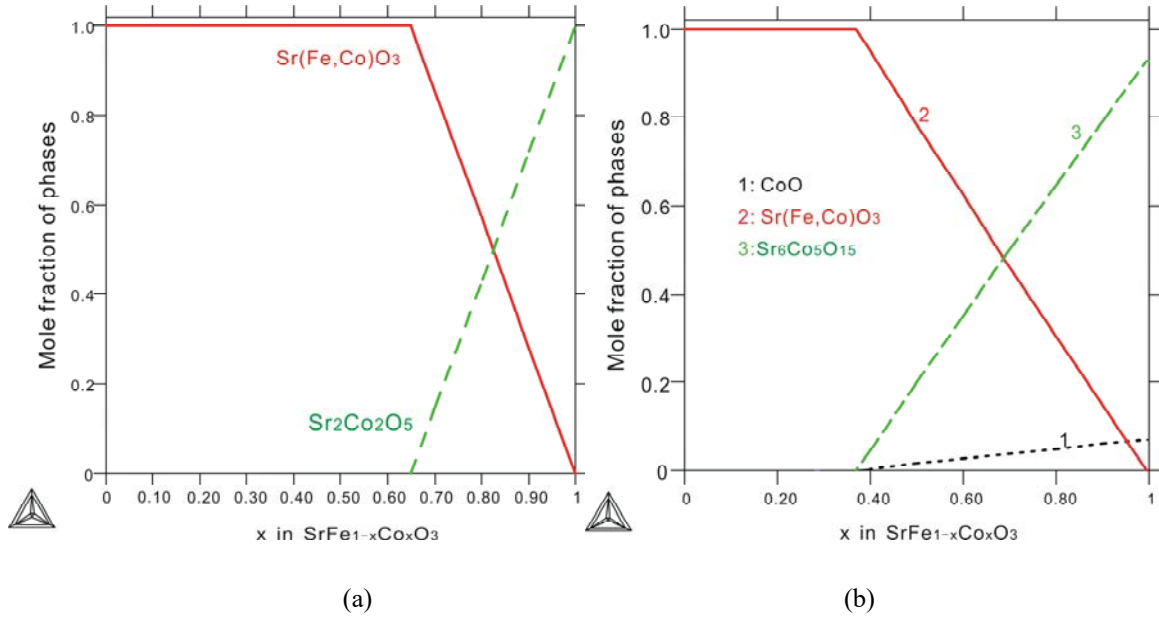 1.0
Sr(Fe,Co)O3
0.8
0.6
0.4
0.2
Sr2Co2O5
0
0 0.10 0.20 0.30 0.40 0.50 0.60 0.70 0.80 0.90 1
Mole fraction of phases
x in SrFe1-xCoxO3
(a)
1.0
2
3
0.8
1: CoO
2: Sr(Fe,Co)O3
3:Sr6Co5O15
0.6
0.4
0.2
1
0
0 0.20 0.40 0.60 0.80 1
Mole fraction of phases
x in SrFe1-xCoxO3
(b)